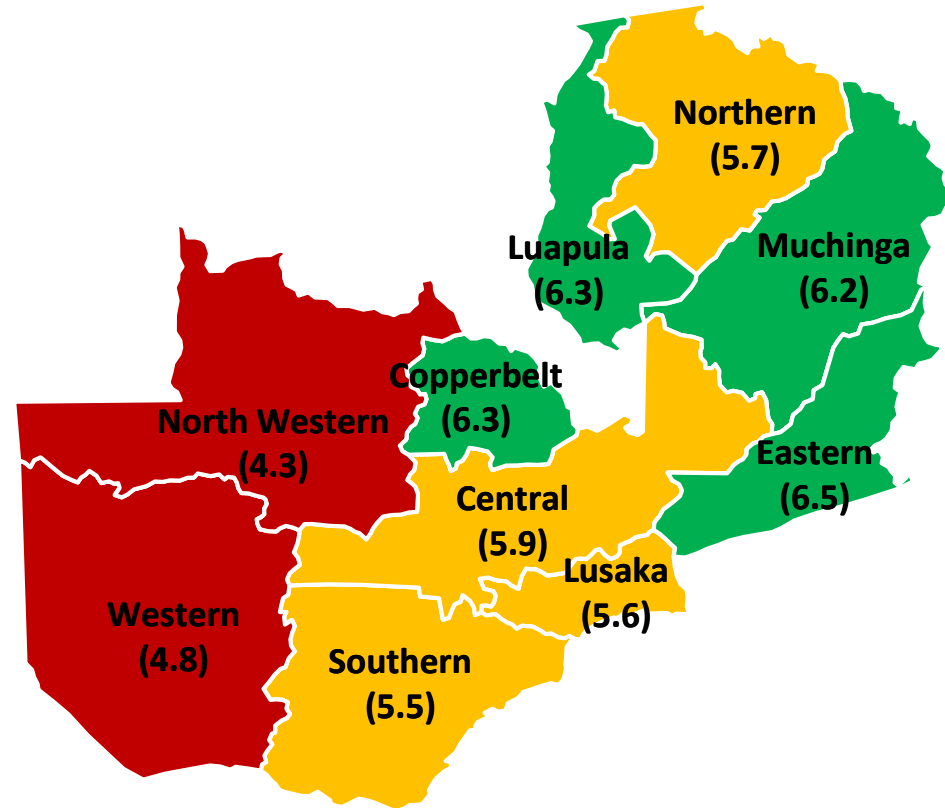 Northern
(5.7)
Luapula
(6.3)
Muchinga
(6.2)
Copperbelt
(6.3)
North Western
(4.3)
Eastern
(6.5)
Central
(5.9)
Lusaka
(5.6)
Western
(4.8)
Southern
(5.5)